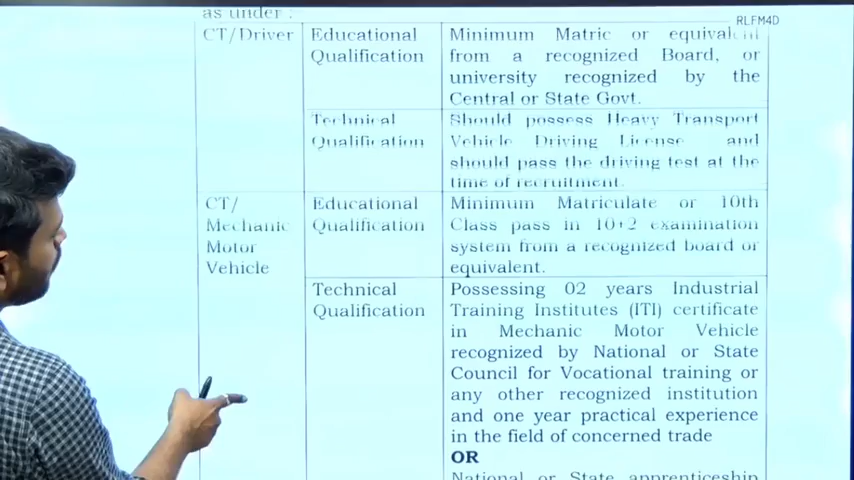 as under :
RLFM4D
CT/Driver
Educational
Qualification
Minimum Matric or equivalent
from a recognized Board, or
university recognized by the
Central or State Govt.
Technical
Qualification
Should possess Heavy Transport
Vehicle Driving License and
should pass the driving test at the
time of recruitment.
CT/
Mechanic
Motor
Vehicle
Educational
Qualification
Minimum Matriculate or 10th
Class pass in 10+2 examination
system from a recognized board or
equivalent.
Technical
Qualification
Possessing 02 years Industrial
Training Institutes (ITI) certificate
in Mechanic Motor Vehicle
recognized by National or State
Council for Vocational training or
any other recognized institution
and one year practical experience
in the field of concerned trade
OR
National or State apprenticeship